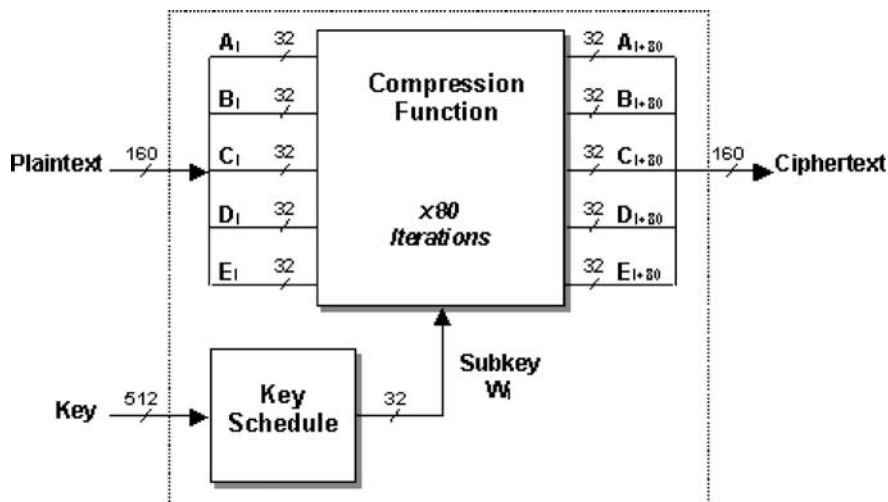 A_I 32
32 A_I+80
B_I 32
Compression
Function
32 B_I+80
Plaintext 160
C_I 32
32 C_I+80
160 Ciphertext
D_I 32
x80
Iterations
32 D_I+80
E_I 32
32 E_I+80
Key 512
Key
Schedule
32
Subkey
W_I